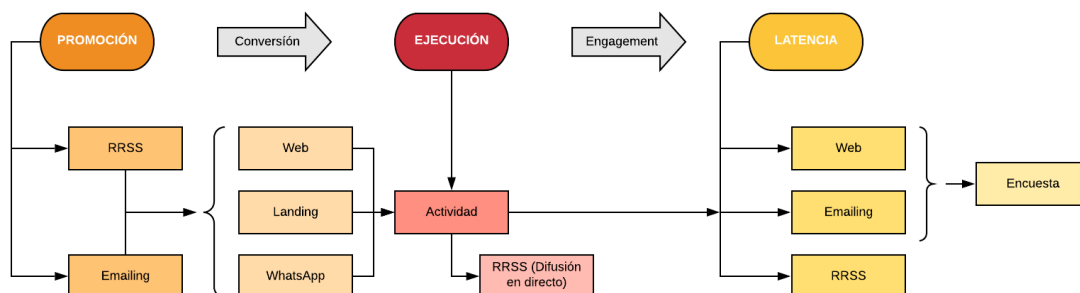 PROMOCIÓN
Conversión
EJECUCIÓN
Engagement
LATENCIA
RRSS
Emailing
Web
Landing
WhatsApp
Actividad
RRSS (Difusión
en directo)
Web
Emailing
RRSS
Encuesta